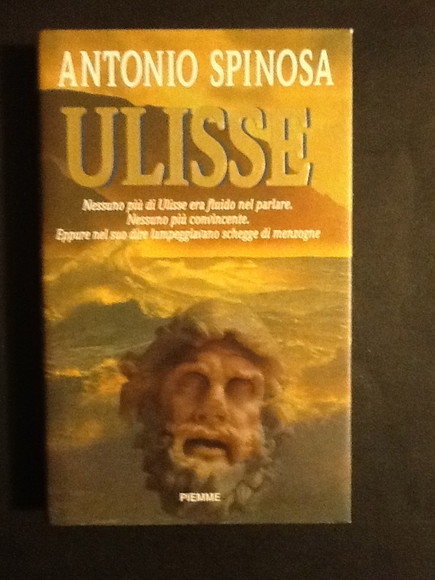 ANTONIO SPINOSA
ULISSE
Nessuno più di Ulisse era fluido nel parlare.
Nessuno più convincente.
Eppure nel suo dire lampeggiavano schegge di menzogne
PIEMME